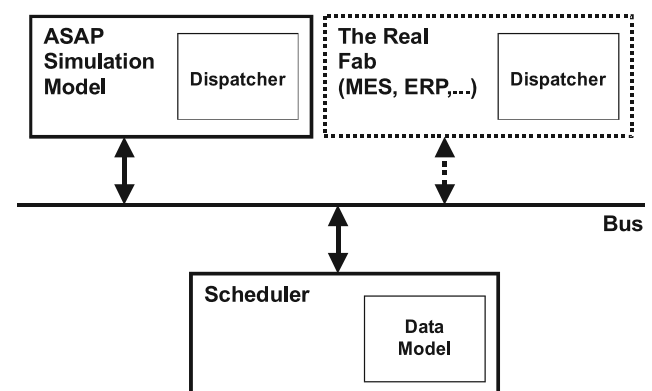 ASAP
Simulation
Model
Dispatcher
The Real
Fab
(MES, ERP,...)
Dispatcher
Bus
Scheduler
Data
Model